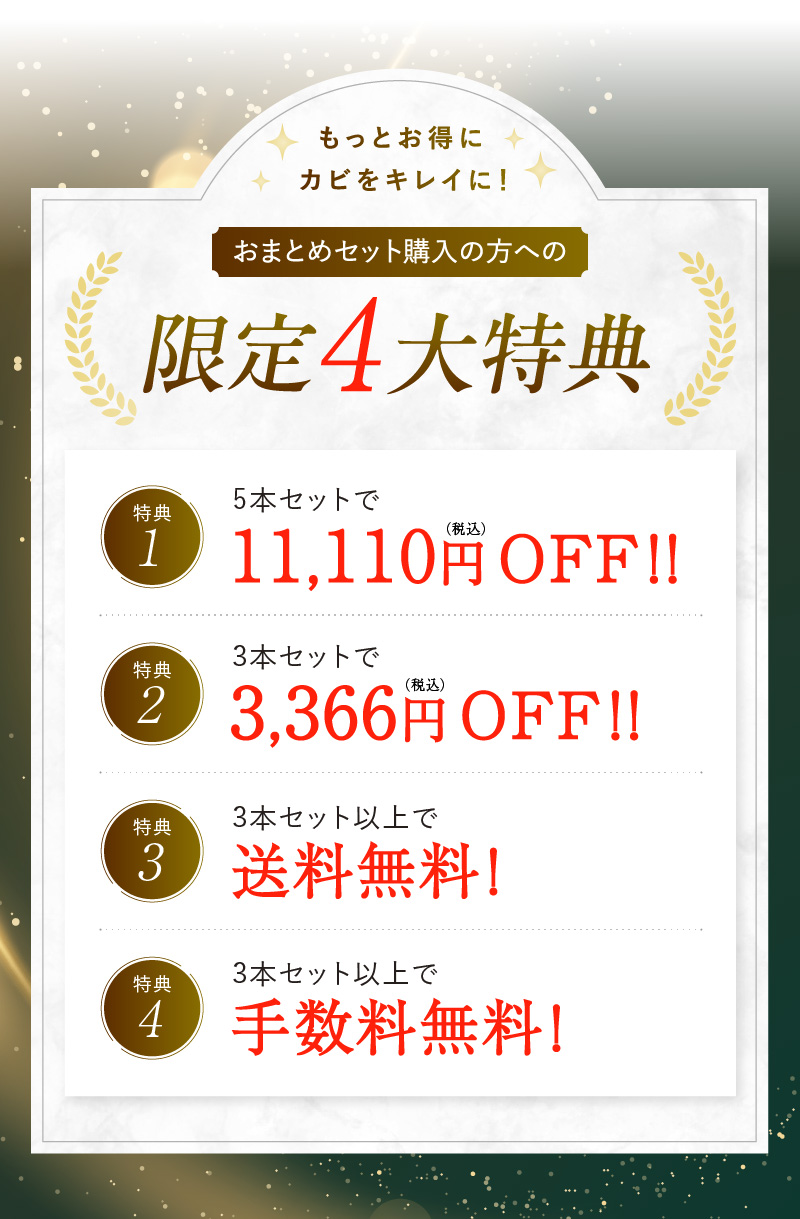 もっとお得に
カビをキレイに!
おまとめセット購入の方への
限定4大特典
特典
1
5本セットで
11,110円(税込)OFF!!
特典
2
3本セットで
3,366円(税込)OFF!!
特典
3
3本セット以上で
送料無料!
特典
4
3本セット以上で
手数料無料!